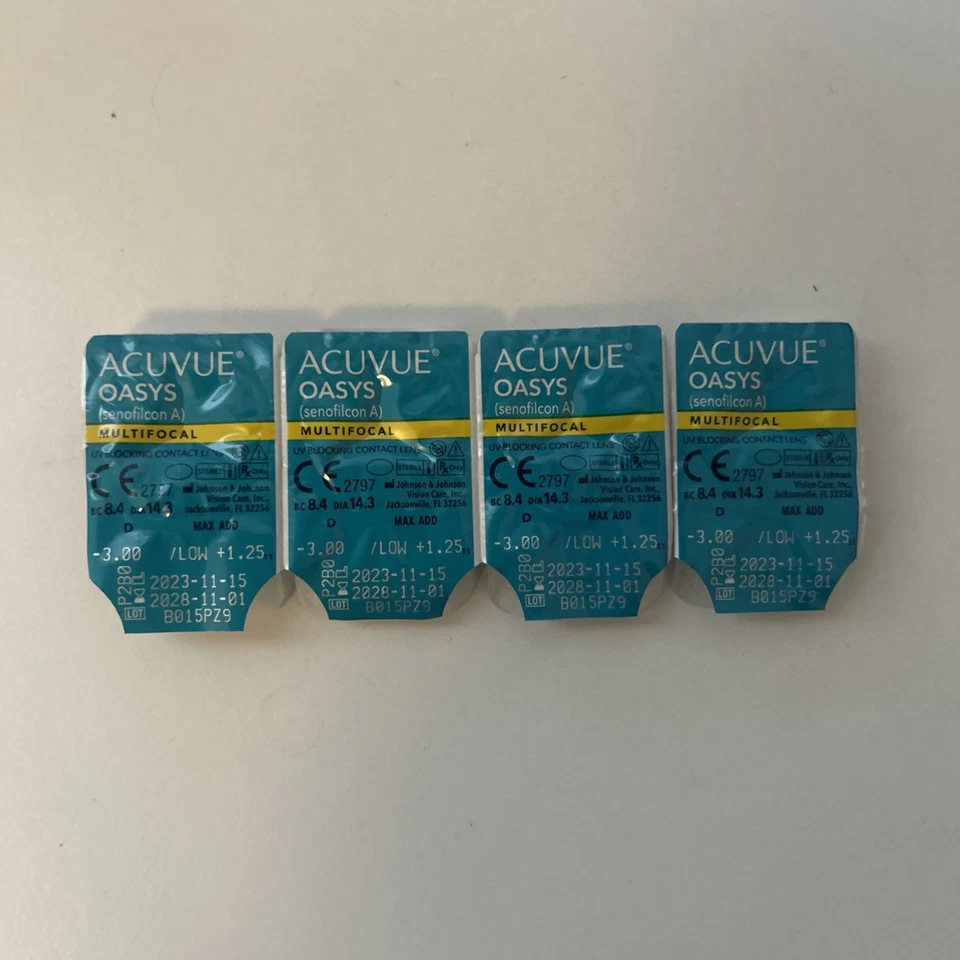 ACUVUE®
OASYS
(senofilcon A)
MULTIFOCAL
UV BLOCKING CONTACT LENS
STERILE Rx Only
CE 2797 Johnson & Johnson
Vision Care, Inc.,
BC 8.4 DIA 14.3 Jacksonville, FL 32256
D MAX ADD
-3.00 /LOW +1.25
P2B0
2023-11-15
2028-11-01
LOT B015PZ9
ACUVUE®
OASYS
(senofilcon A)
MULTIFOCAL
UV BLOCKING CONTACT LENS
STERILE Rx Only
CE 2797 Johnson & Johnson
Vision Care, Inc.,
BC 8.4 DIA 14.3 Jacksonville, FL 32256
D MAX ADD
-3.00 /LOW +1.25
P2B0
2023-11-15
2028-11-01
LOT B015PZ9
ACUVUE®
OASYS
(senofilcon A)
MULTIFOCAL
UV BLOCKING CONTACT LENS
STERILE Rx Only
CE 2797 Johnson & Johnson
Vision Care, Inc.,
BC 8.4 DIA 14.3 Jacksonville, FL 32256
D MAX ADD
-3.00 /LOW +1.25
P2B0
2023-11-15
2028-11-01
LOT B015PZ9
ACUVUE®
OASYS
(senofilcon A)
MULTIFOCAL
UV BLOCKING CONTACT LENS
STERILE Rx Only
CE 2797 Johnson & Johnson
Vision Care, Inc.,
BC 8.4 DIA 14.3 Jacksonville, FL 32256
D MAX ADD
-3.00 /LOW +1.25
P2B0
2023-11-15
2028-11-01
LOT B015PZ9